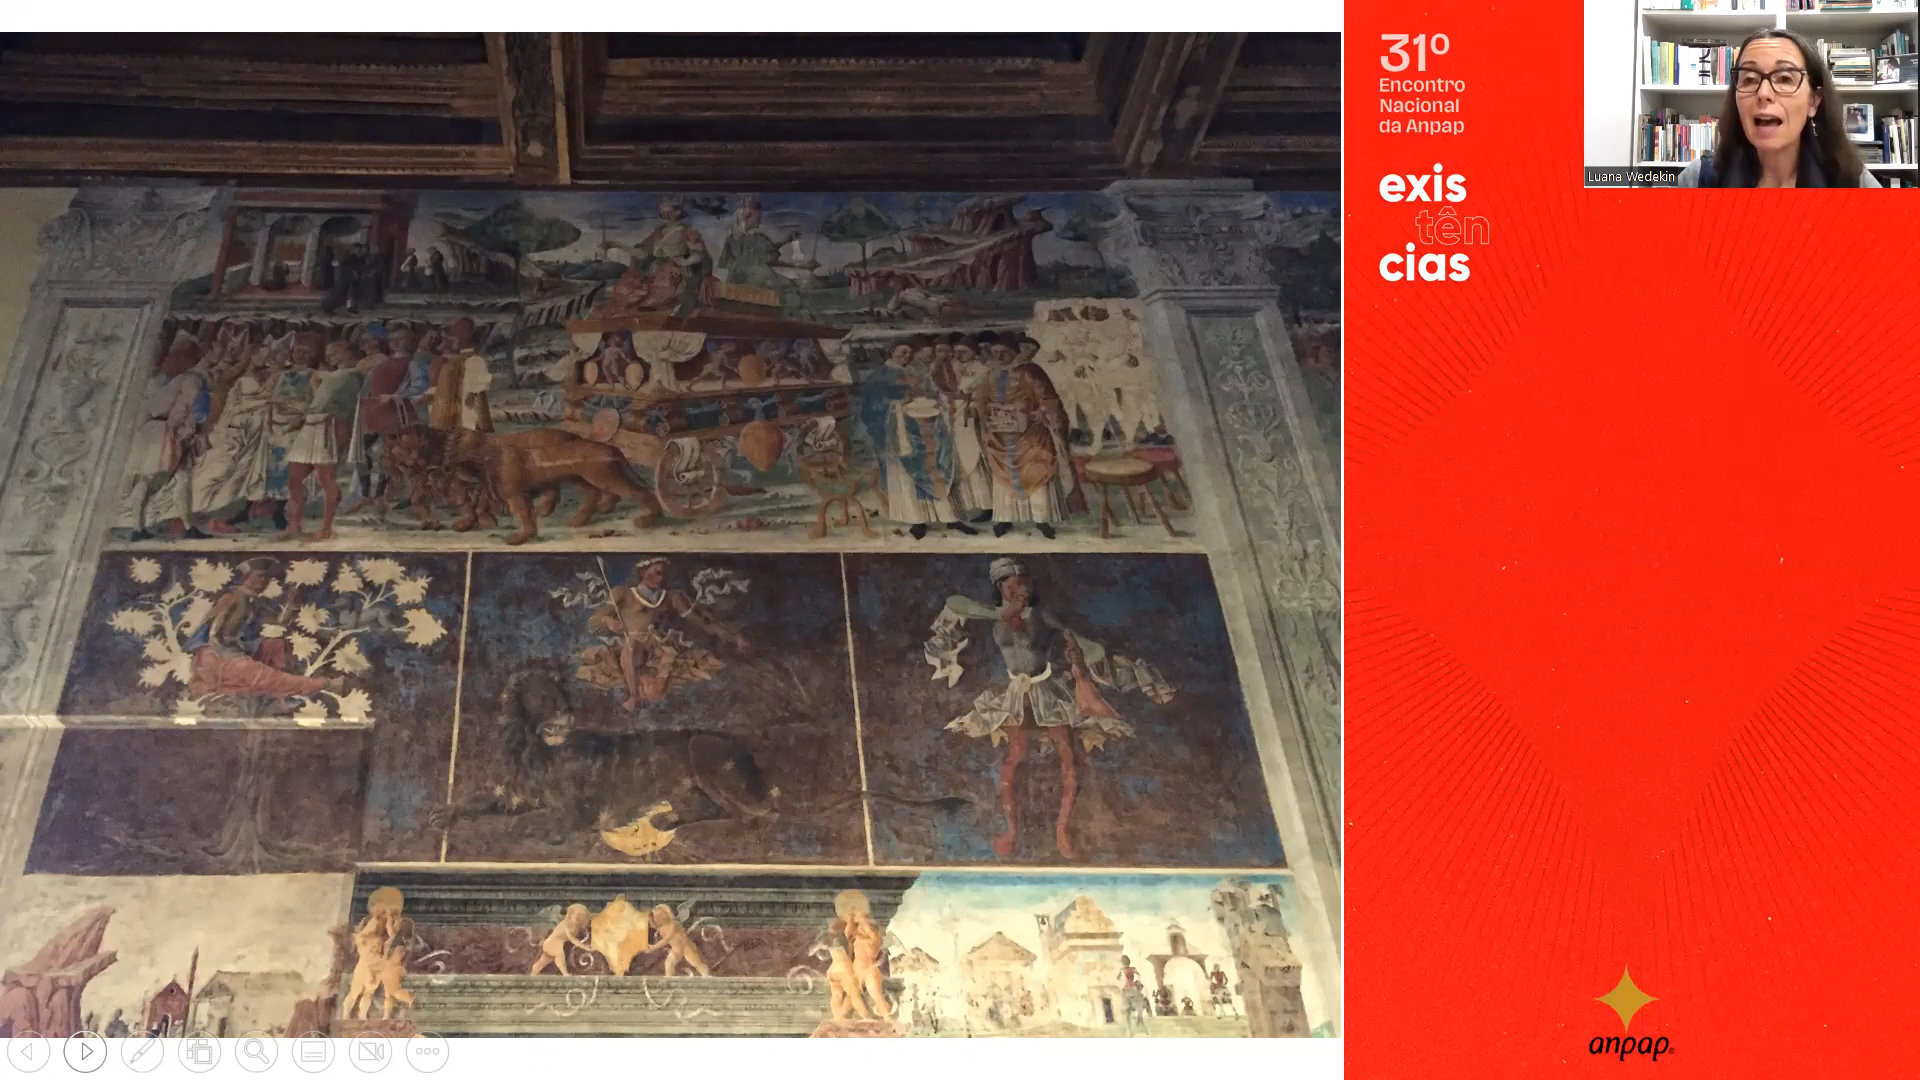 31º
Encontro
Nacional
da Anpap
exis
tên
cias
Luana Wedekin
anpap